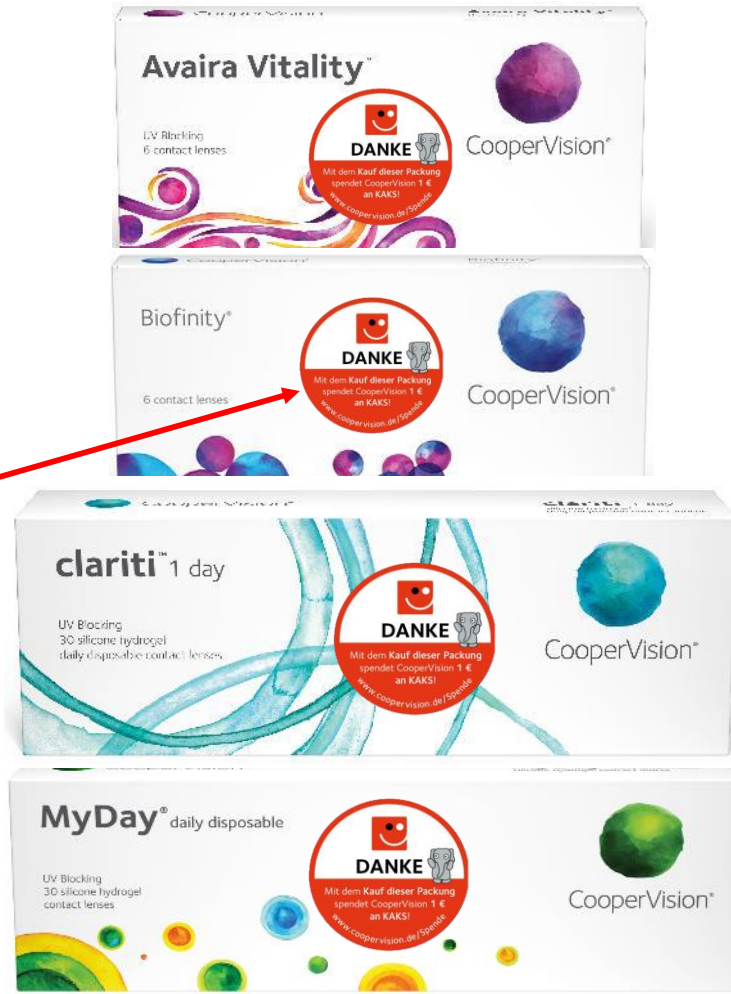 Avaira Vitality™
UV Blocking
6 contact lenses
DANKE
Mit dem Kauf dieser Packung
spendet CooperVision 1 €
an KAKS!
www.coopervision.de/Spende
CooperVision®
Biofinity®
6 contact lenses
DANKE
Mit dem Kauf dieser Packung
spendet CooperVision 1 €
an KAKS!
www.coopervision.de/Spende
CooperVision®
CooperVision®
clariti 1 day
clariti™ 1 day
UV Blocking
30 silicone hydrogel
daily disposable contact lenses
DANKE
Mit dem Kauf dieser Packung
spendet CooperVision 1 €
an KAKS!
www.coopervision.de/Spende
CooperVision®
MyDay® daily disposable
UV Blocking
30 silicone hydrogel
contact lenses
DANKE
Mit dem Kauf dieser Packung
spendet CooperVision 1 €
an KAKS!
www.coopervision.de/Spende
CooperVision®